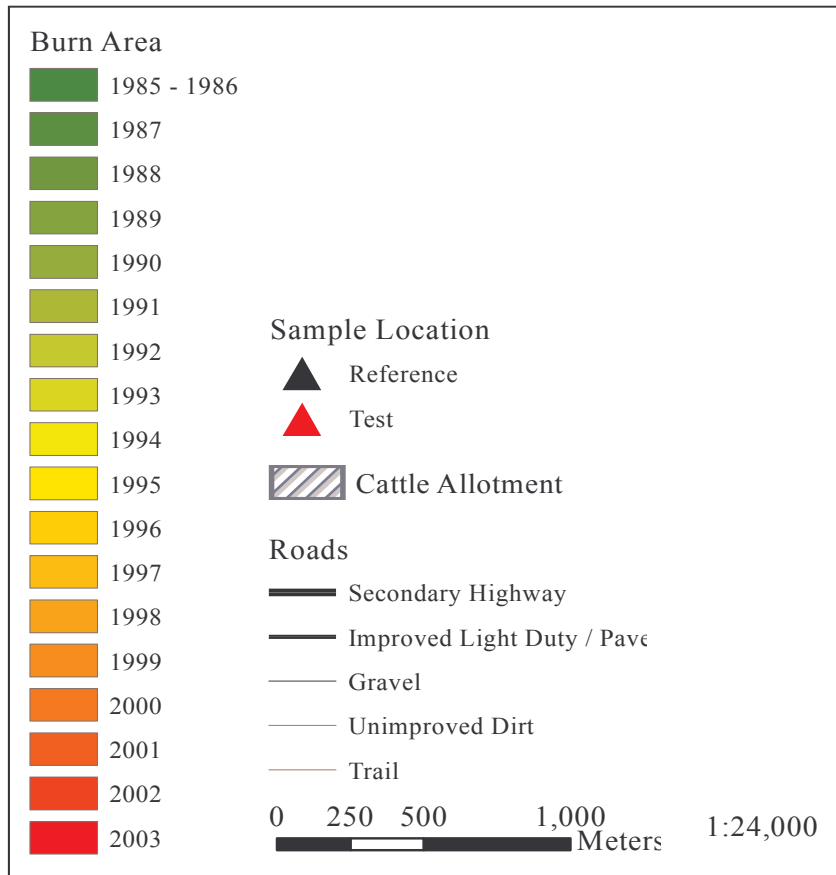 Burn Area
1985 - 1986
1987
1988
1989
1990
1991
1992
1993
1994
1995
1996
1997
1998
1999
2000
2001
2002
2003
Sample Location
Reference
Test
Cattle Allotment
Roads
Secondary Highway
Improved Light Duty / Pave
Gravel
Unimproved Dirt
Trail
0 250 500 1,000
Meters
1:24,000